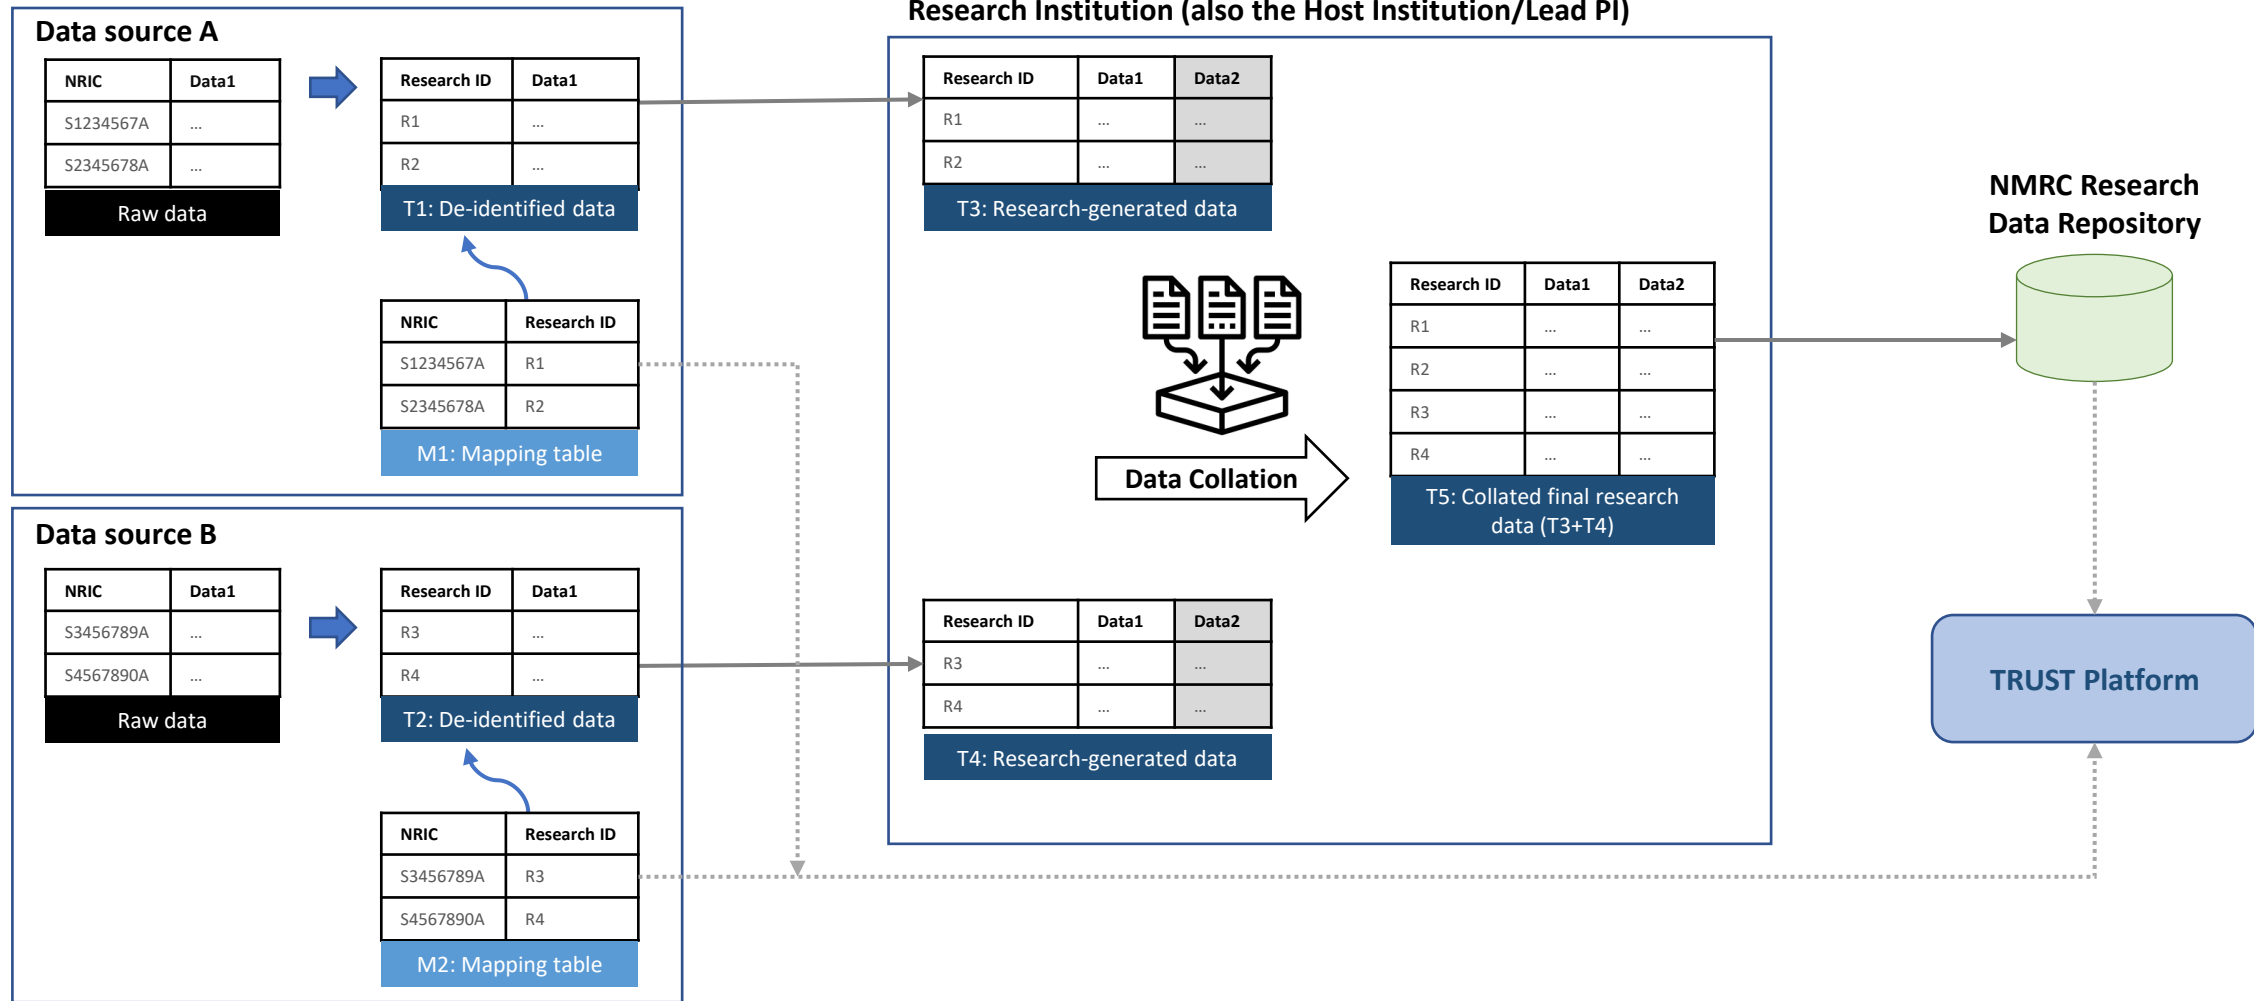 Research Institution (also the Host Institution/Lead PI)
Data source A
NRIC Data1
S1234567A ...
S2345678A ...
Raw data
Research ID Data1
R1 ...
R2 ...
T1: De-identified data
NRIC Research ID
S1234567A R1
S2345678A R2
M1: Mapping table
Data source B
NRIC Data1
S3456789A ...
S4567890A ...
Raw data
Research ID Data1
R3 ...
R4 ...
T2: De-identified data
NRIC Research ID
S3456789A R3
S4567890A R4
M2: Mapping table
Research ID Data1 Data2
R1 ... ...
R2 ... ...
T3: Research-generated data
Data Collation
Research ID Data1 Data2
R3 ... ...
R4 ... ...
T4: Research-generated data
Research ID Data1 Data2
R1 ... ...
R2 ... ...
R3 ... ...
R4 ... ...
T5: Collated final research
data (T3+T4)
NMRC Research
Data Repository
TRUST Platform